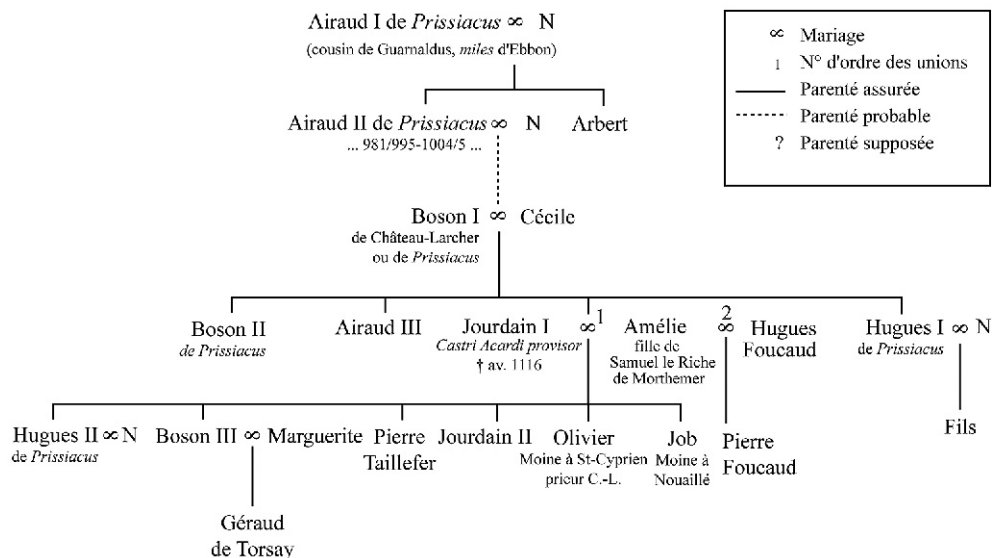 Airaud I de Prissiacus ∞ N
(cousin de Guarnaldus, miles d'Ebbon)
∞ Mariage
1 N° d'ordre des unions
Parenté assurée
Parenté probable
? Parenté supposée
Airaud II de Prissiacus ∞ N Arbert
... 981/995-1004/5 ...
Boson I ∞ Cécile
de Château-Larcher
ou de Prissiacus
Boson II
de Prissiacus
Airaud III
Jourdain I ∞ 1
Castri Acardi provisor
† av. 1116
Amélie
fille de
Samuel le Riche
de Morthemer
2 ∞ Hugues
Foucaud
Hugues I ∞ N
de Prissiacus
Hugues II ∞ N
de Prissiacus
Boson III ∞ Marguerite
Pierre
Taillefer
Jourdain II
Olivier
Moine à St-Cyprien
prieur C.-L.
Job
Moine à
Nouaillé
Pierre
Foucaud
Fils
Géraud
de Torsay